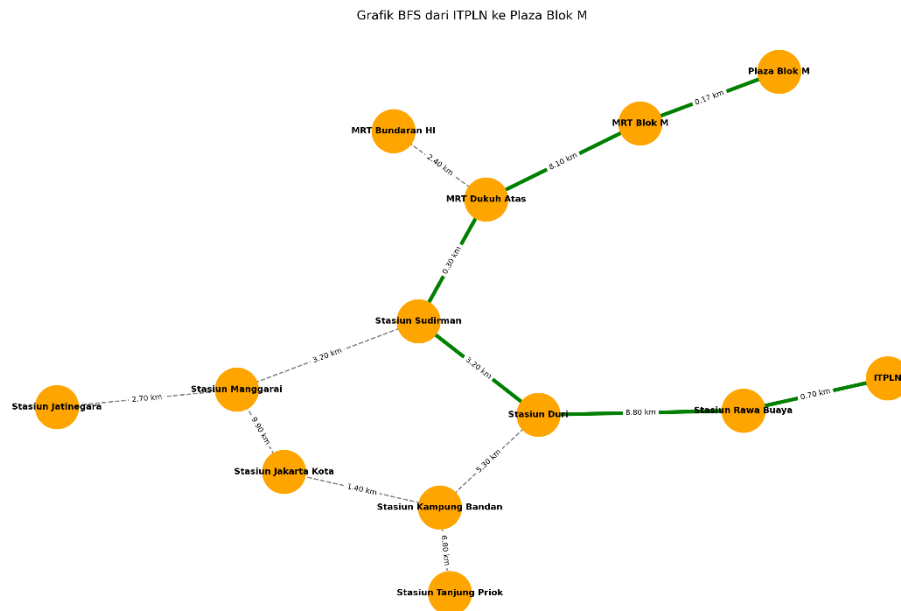 Grafik BFS dari ITPLN ke Plaza Blok M
Plaza Blok M
0.17 km
MRT Blok M
MRT Bundaran HI
2.40 km
8.10 km
MRT Dukuh Atas
0.30 km
Stasiun Sudirman
3.20 km
3.20 km
ITPLN
Stasiun Manggarai
0.70 km
2.70 km
Stasiun Jatinegara
Stasiun Duri
8.80 km
Stasiun Rawa Buaya
9.90 km
5.30 km
Stasiun Jakarta Kota
1.40 km
Stasiun Kampung Bandan
6.80 km
Stasiun Tanjung Priok